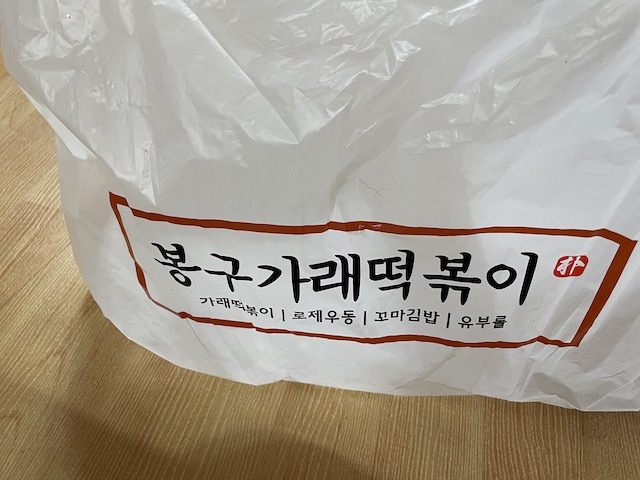 봉구가래떡볶이 朴
가래떡볶이 | 로제우동 | 꼬마김밥 | 유부롤